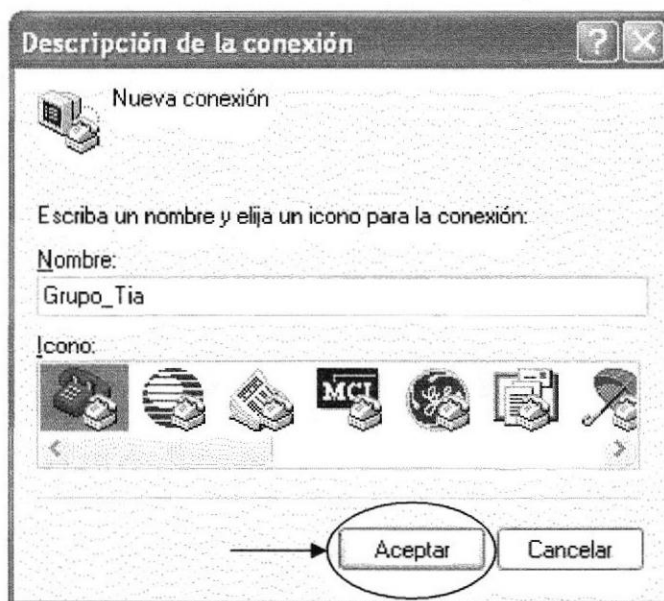 Descripción de la conexión
Nueva conexión
Escriba un nombre y elija un icono para la conexión:
Nombre:
Grupo_Tia
Icono:
MCI
Aceptar
Cancelar